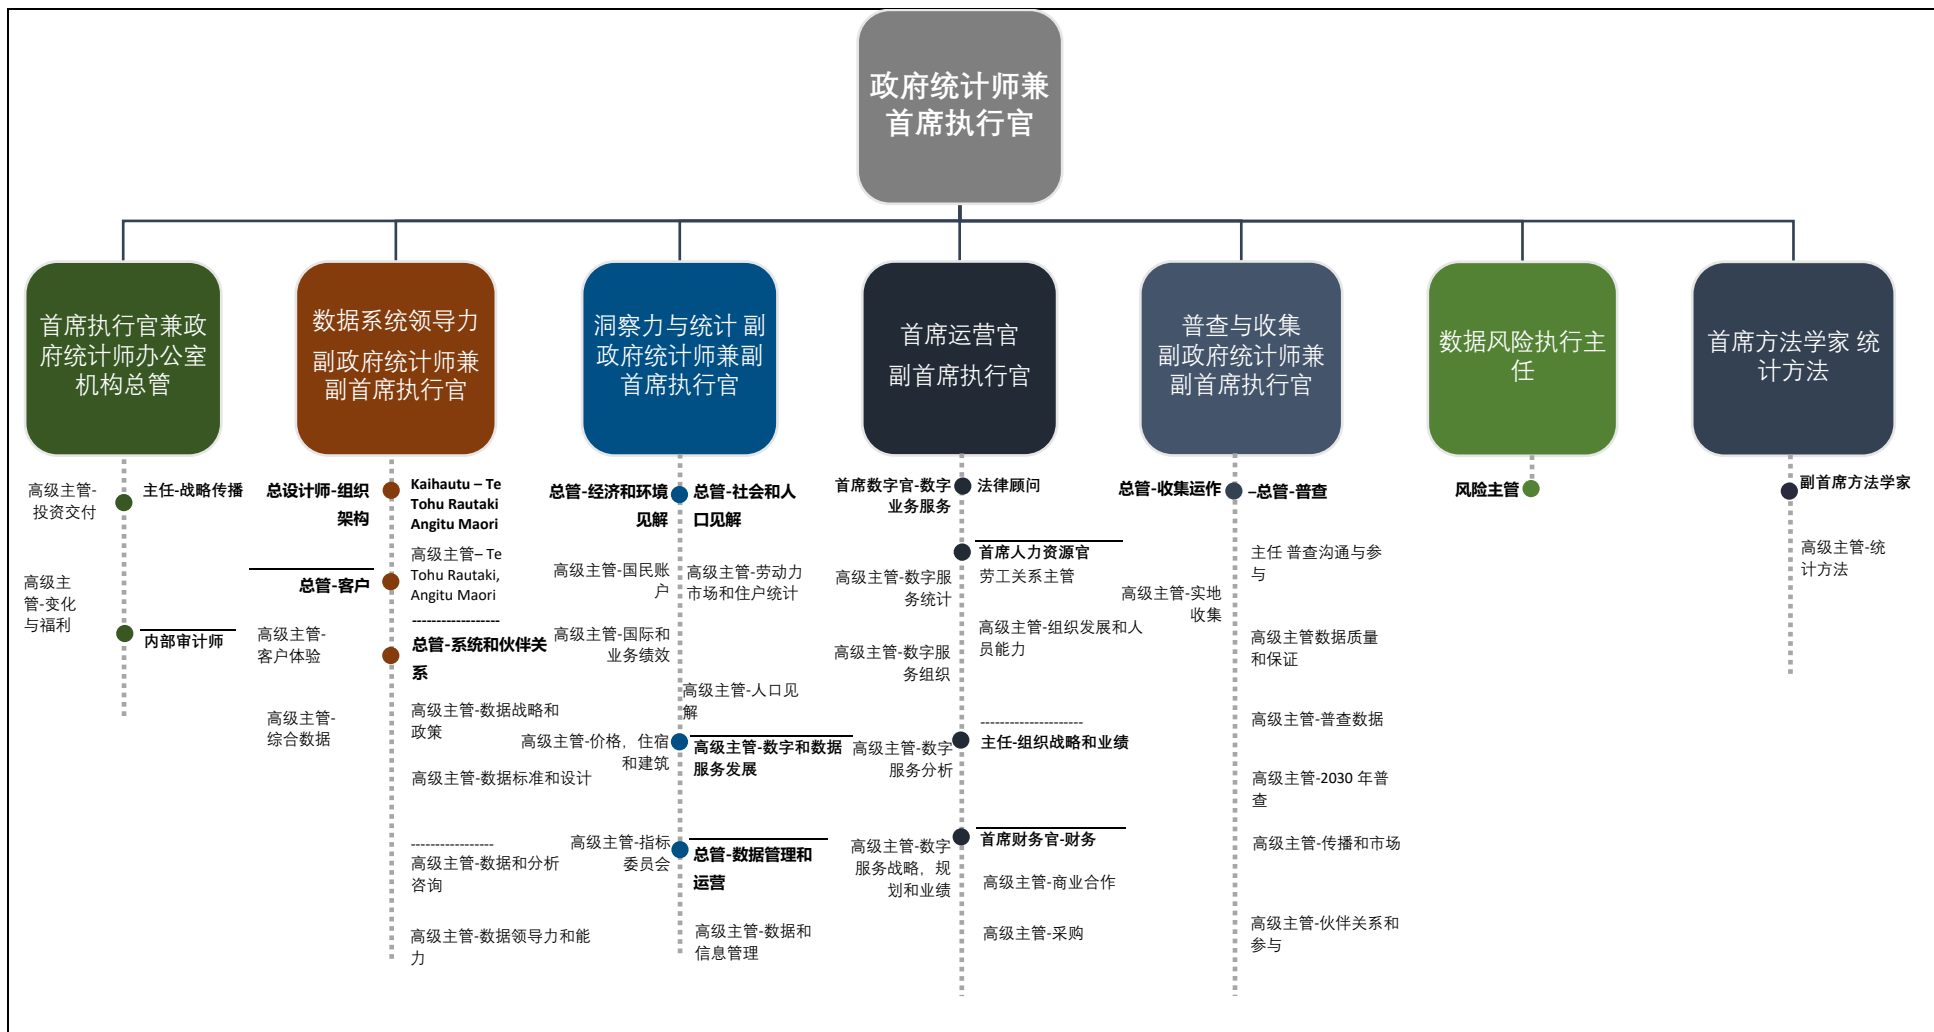 政府统计师兼
首席执行官
首席执行官兼政
府统计师办公室
机构总管
高级主管-
投资交付
主任-战略传播
高级主
管-变化
与福利
内部审计师
数据系统领导力
副政府统计师兼
副首席执行官
总设计师-组织
架构
Kaihautu – Te
Tohu Rautaki
Angitu Maori
高级主管– Te
Tohu Rautaki,
Angitu Maori
------------------
总管-客户
高级主管-
客户体验
高级主管-
综合数据
总管-系统和伙伴关
系
高级主管-数据战略和
政策
高级主管-数据标准和设计
-----------------
高级主管-数据和分析
咨询
高级主管-数据领导力和能
力
洞察力与统计 副
政府统计师兼副
首席执行官
总管-经济和环境
见解
高级主管-国民账
户
高级主管-国际和
业务绩效
高级主管-价格，住宿
和建筑
高级主管-指标
委员会
总管-社会和人
口见解
高级主管-劳动力
市场和住户统计
高级主管-人口见
解
高级主管-数字和数据
服务发展
总管-数据管理和
运营
高级主管-数据和
信息管理
首席运营官
副首席执行官
首席数字官-数字
业务服务
高级主管-数字服
务统计
高级主管-数字服
务组织
高级主管-数字
服务分析
高级主管-数字
服务战略，规
划和业绩
法律顾问
首席人力资源官
劳工关系主管
高级主管-组织发展和人
员能力
---------------------
主任-组织战略和业绩
首席财务官-财务
高级主管-商业合作
高级主管-采购
普查与收集
副政府统计师兼
副首席执行官
总管-收集运作
高级主管-实地
收集
–总管-普查
主任 普查沟通与参
与
高级主管数据质量
和保证
高级主管-普查数据
高级主管-2030 年普
查
高级主管-传播和市场
高级主管-伙伴关系和
参与
数据风险执行主
任
风险主管
首席方法学家 统
计方法
副首席方法学家
高级主管-统
计方法